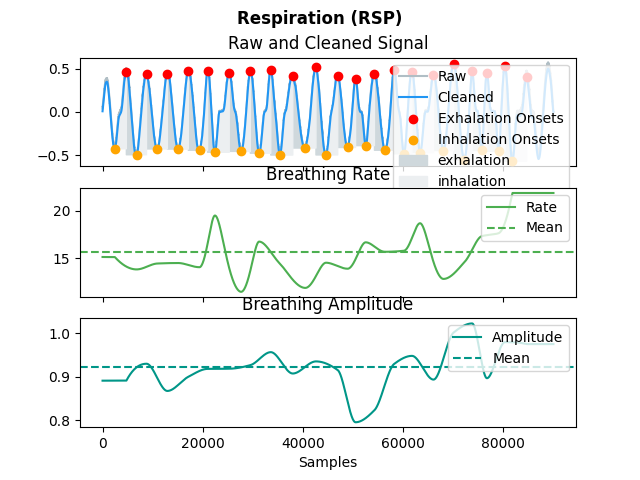 Respiration (RSP)
Raw and Cleaned Signal
0.5
0.0
−0.5
Raw
Cleaned
Exhalation Onsets
Inhalation Onsets
exhalation
inhalation
Breathing Rate
20
15
Rate
Mean
Breathing Amplitude
1.0
0.9
0.8
Amplitude
Mean
0 20000 40000 60000 80000
Samples